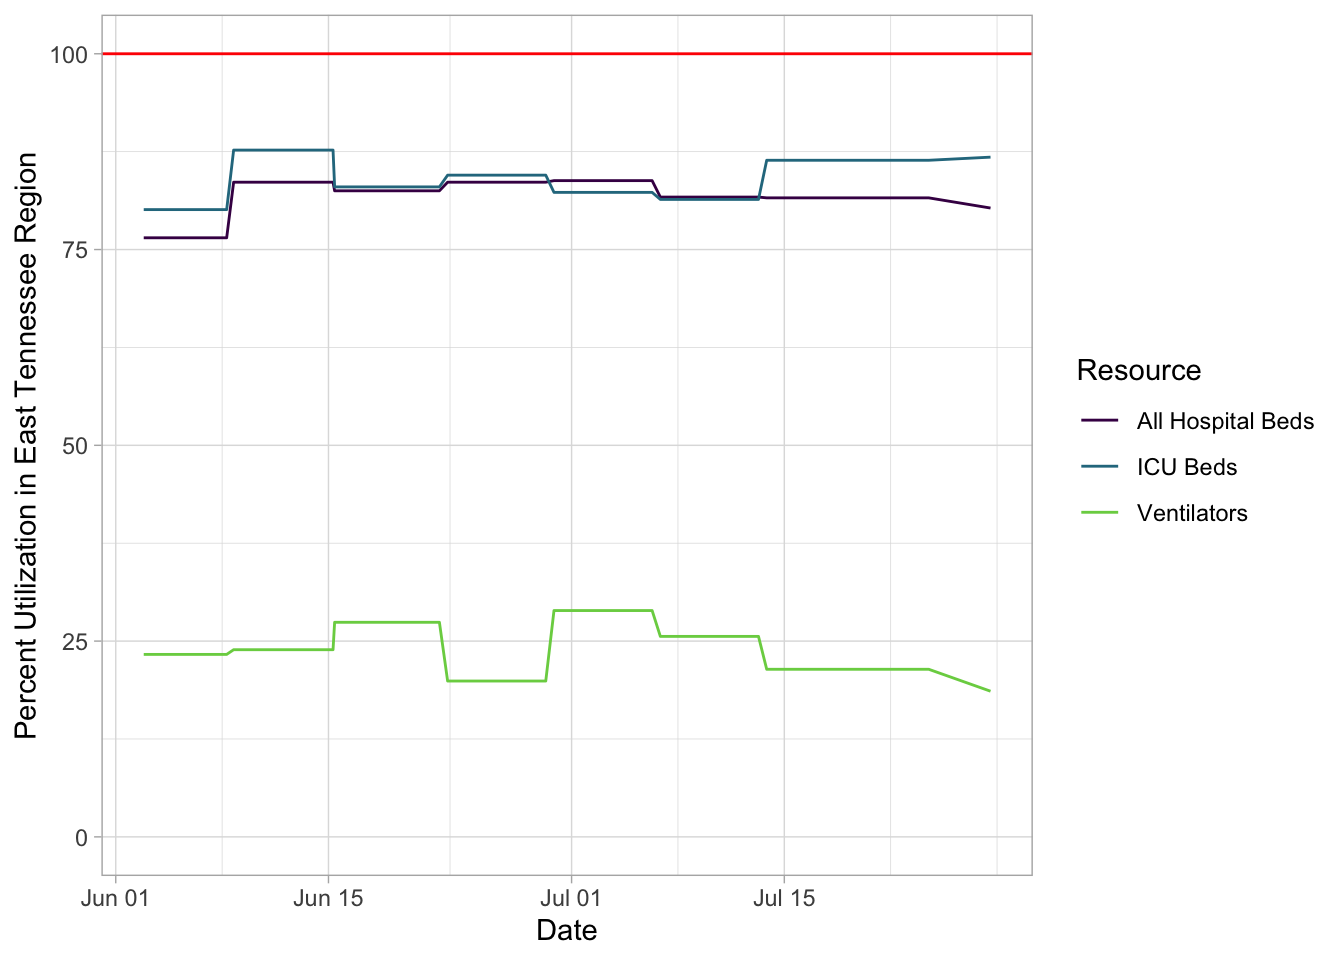 Percent Utilization in East Tennessee Region
100
75
50
25
0
Jun 01
Jun 15
Jul 01
Jul 15
Date
Resource
All Hospital Beds
ICU Beds
Ventilators